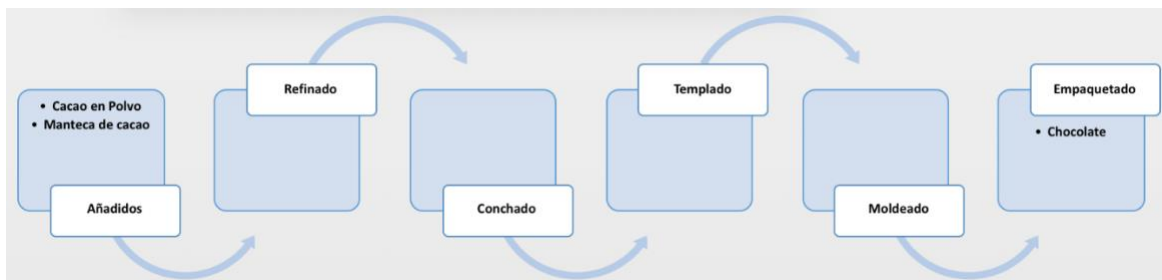 • Cacao en Polvo
• Manteca de cacao
Añadidos
Refinado
Conchado
Templado
Moldeado
Empaquetado
• Chocolate